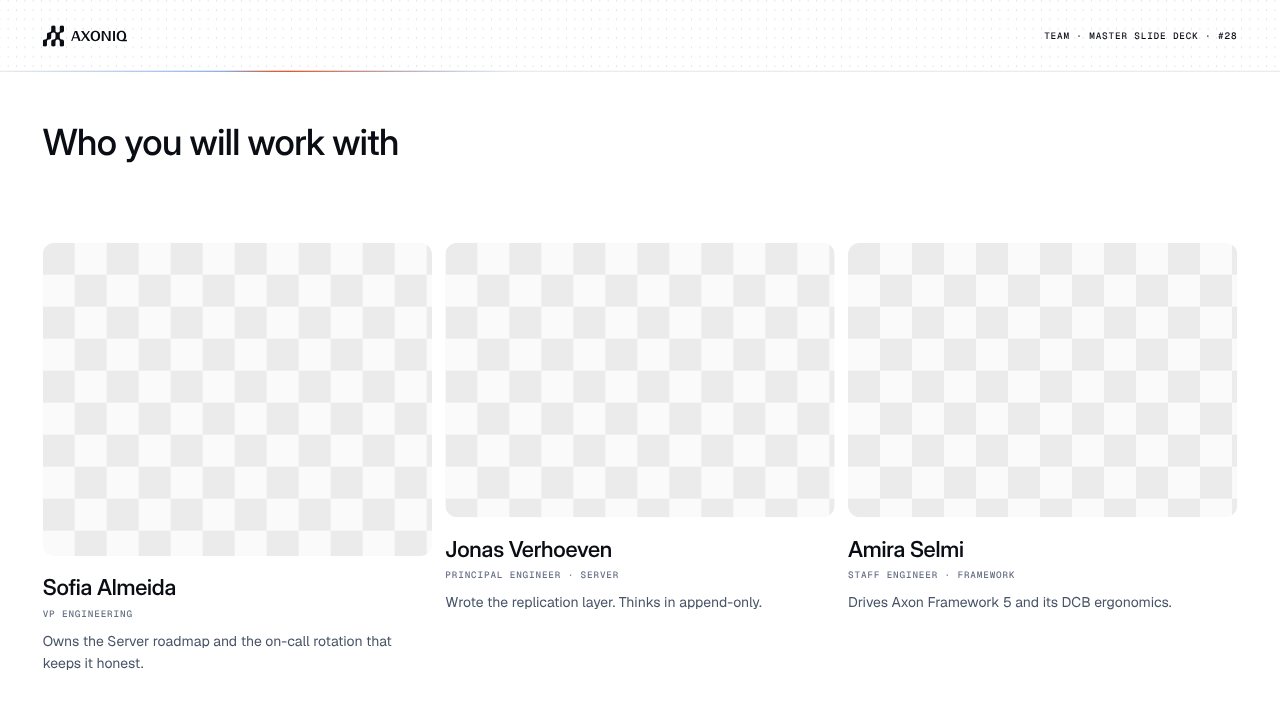 AXONIQ
TEAM · MASTER SLIDE DECK · #28
Who you will work with
Sofia Almeida
VP ENGINEERING
Owns the Server roadmap and the on-call rotation that
keeps it honest.
Jonas Verhoeven
PRINCIPAL ENGINEER · SERVER
Wrote the replication layer. Thinks in append-only.
Amira Selmi
STAFF ENGINEER · FRAMEWORK
Drives Axon Framework 5 and its DCB ergonomics.